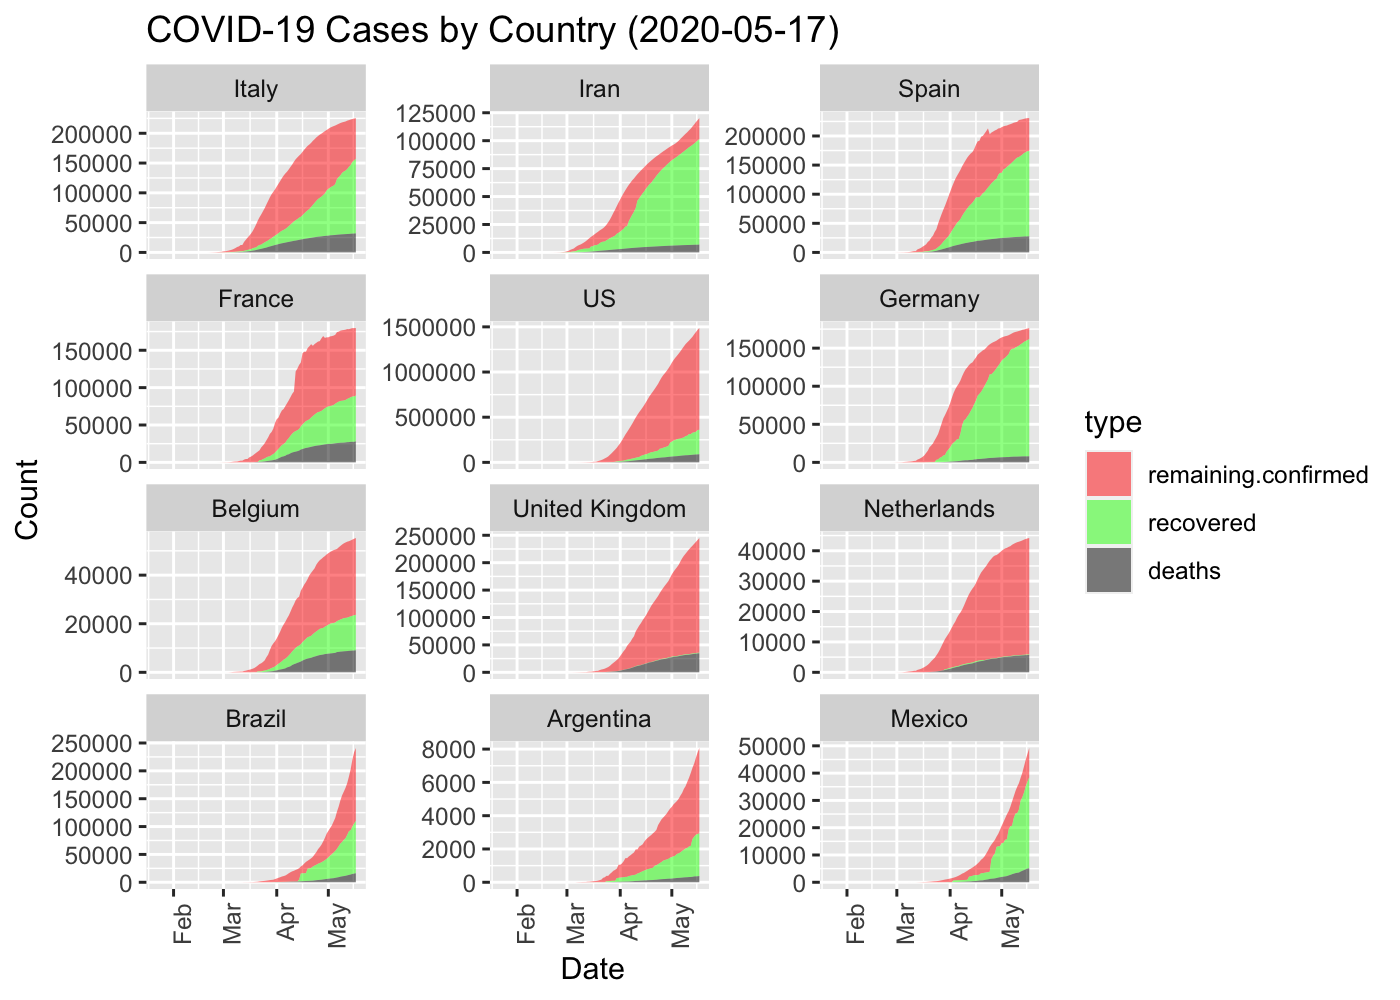 COVID-19 Cases by Country (2020-05-17)
Italy
Iran
Spain
200000
150000
100000
50000
0
125000
100000
75000
50000
25000
0
200000
150000
100000
50000
0
France
US
Germany
150000
100000
50000
0
1500000
1000000
500000
0
150000
100000
50000
0
Belgium
United Kingdom
Netherlands
40000
20000
0
250000
200000
150000
100000
50000
0
40000
30000
20000
10000
0
Brazil
Argentina
Mexico
250000
200000
150000
100000
50000
0
8000
6000
4000
2000
0
50000
40000
30000
20000
10000
0
Feb
Mar
Apr
May
Feb
Mar
Apr
May
Feb
Mar
Apr
May
Date
Count
type
remaining.confirmed
recovered
deaths